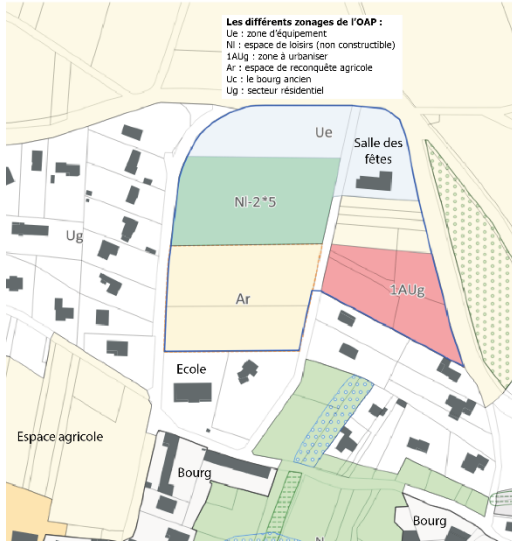 Les différents zonages de l'OAP :
Ue : zone d'équipement
Nl : espace de loisirs (non constructible)
1AUg : zone à urbaniser
Ar : espace de reconquête agricole
Uc : le bourg ancien
Ug : secteur résidentiel
Ue
Salle des
fêtes
Nl-2*5
Ug
1AUg
Ar
Ecole
Espace agricole
Bourg
Bourg
N